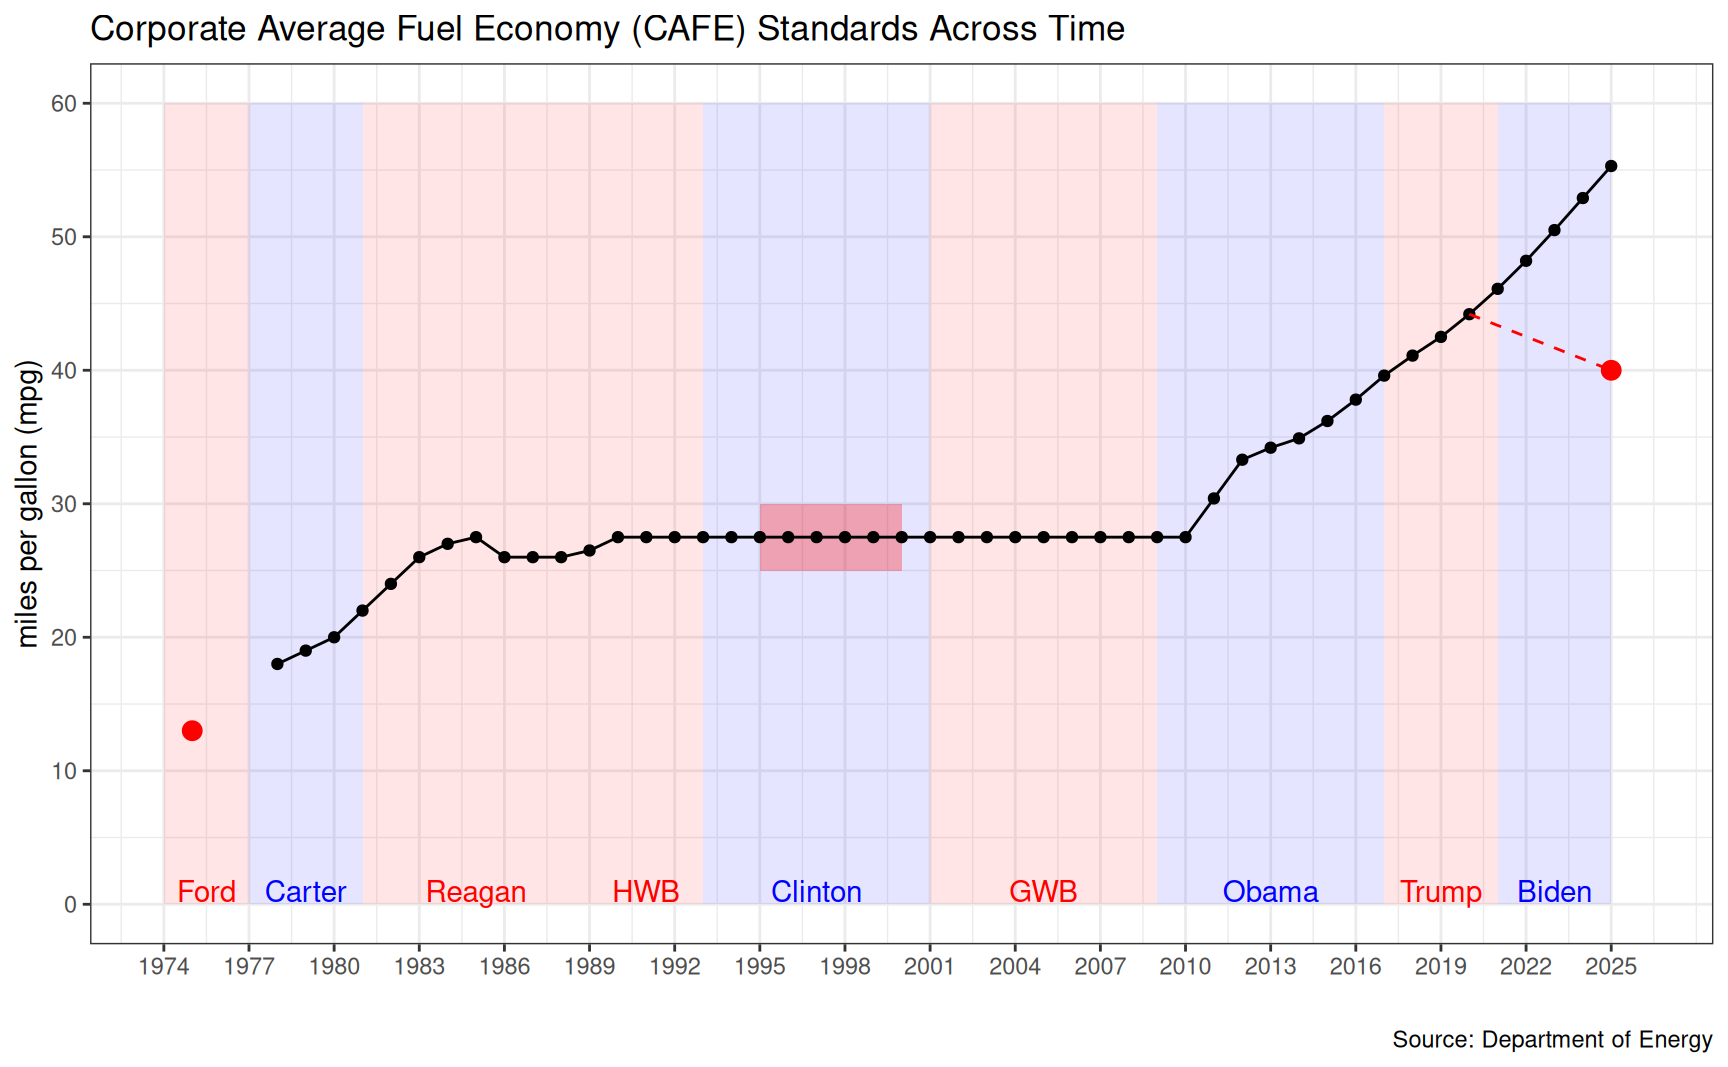 Corporate Average Fuel Economy (CAFE) Standards Across Time
miles per gallon (mpg)
60
50
40
30
20
10
0
Ford Carter Reagan HWB Clinton GWB Obama Trump Biden
1974 1977 1980 1983 1986 1989 1992 1995 1998 2001 2004 2007 2010 2013 2016 2019 2022 2025
Source: Department of Energy